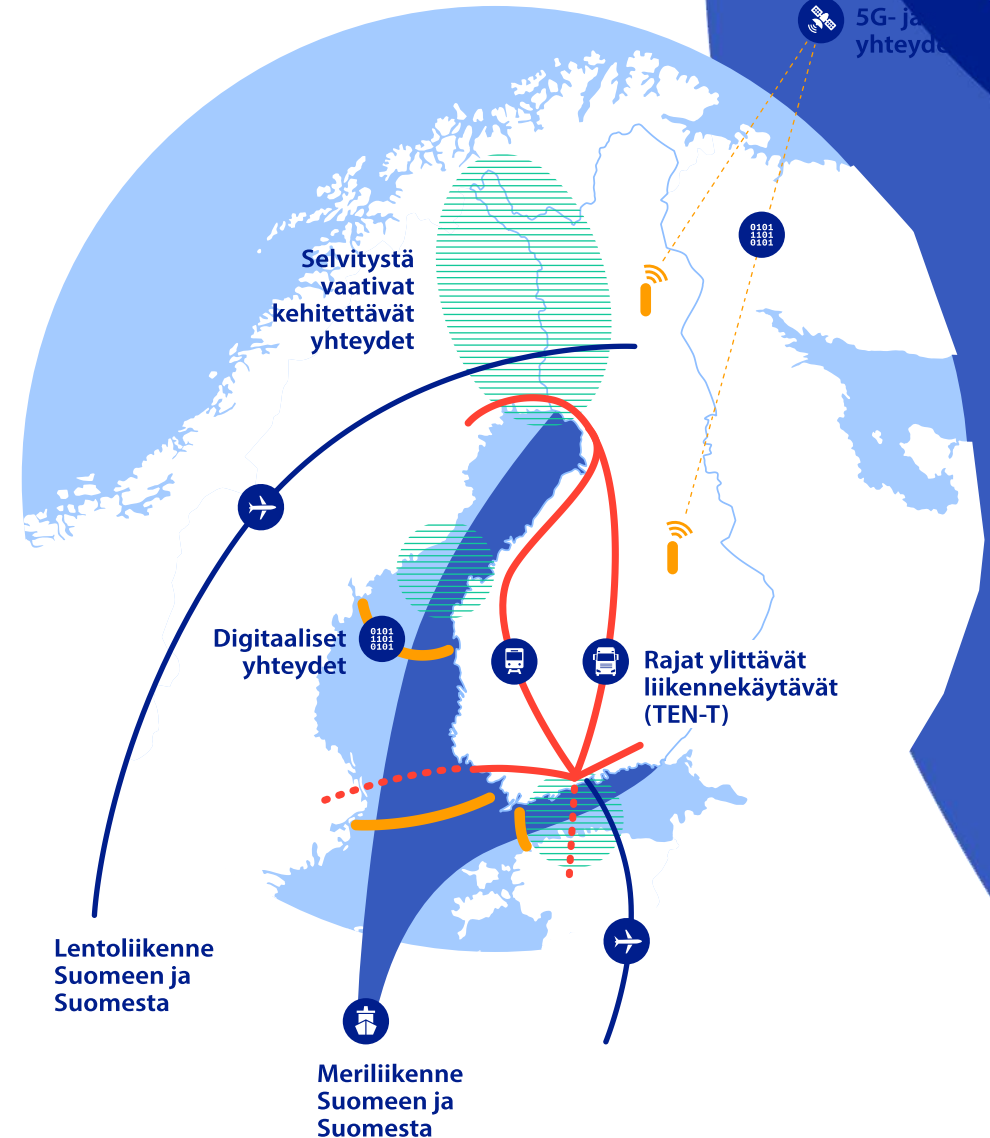 5G- ja
Selvitystä
vaativat
kehitettävät
yhteydet
0101
1101
0101
Digitaaliset
yhteydet
0101
1101
0101
Rajat ylittävät
liikennekäytävät
(TEN-T)
Lentoliikenne
Suomeen ja
Suomesta
Meriliikenne
Suomeen ja
Suomesta